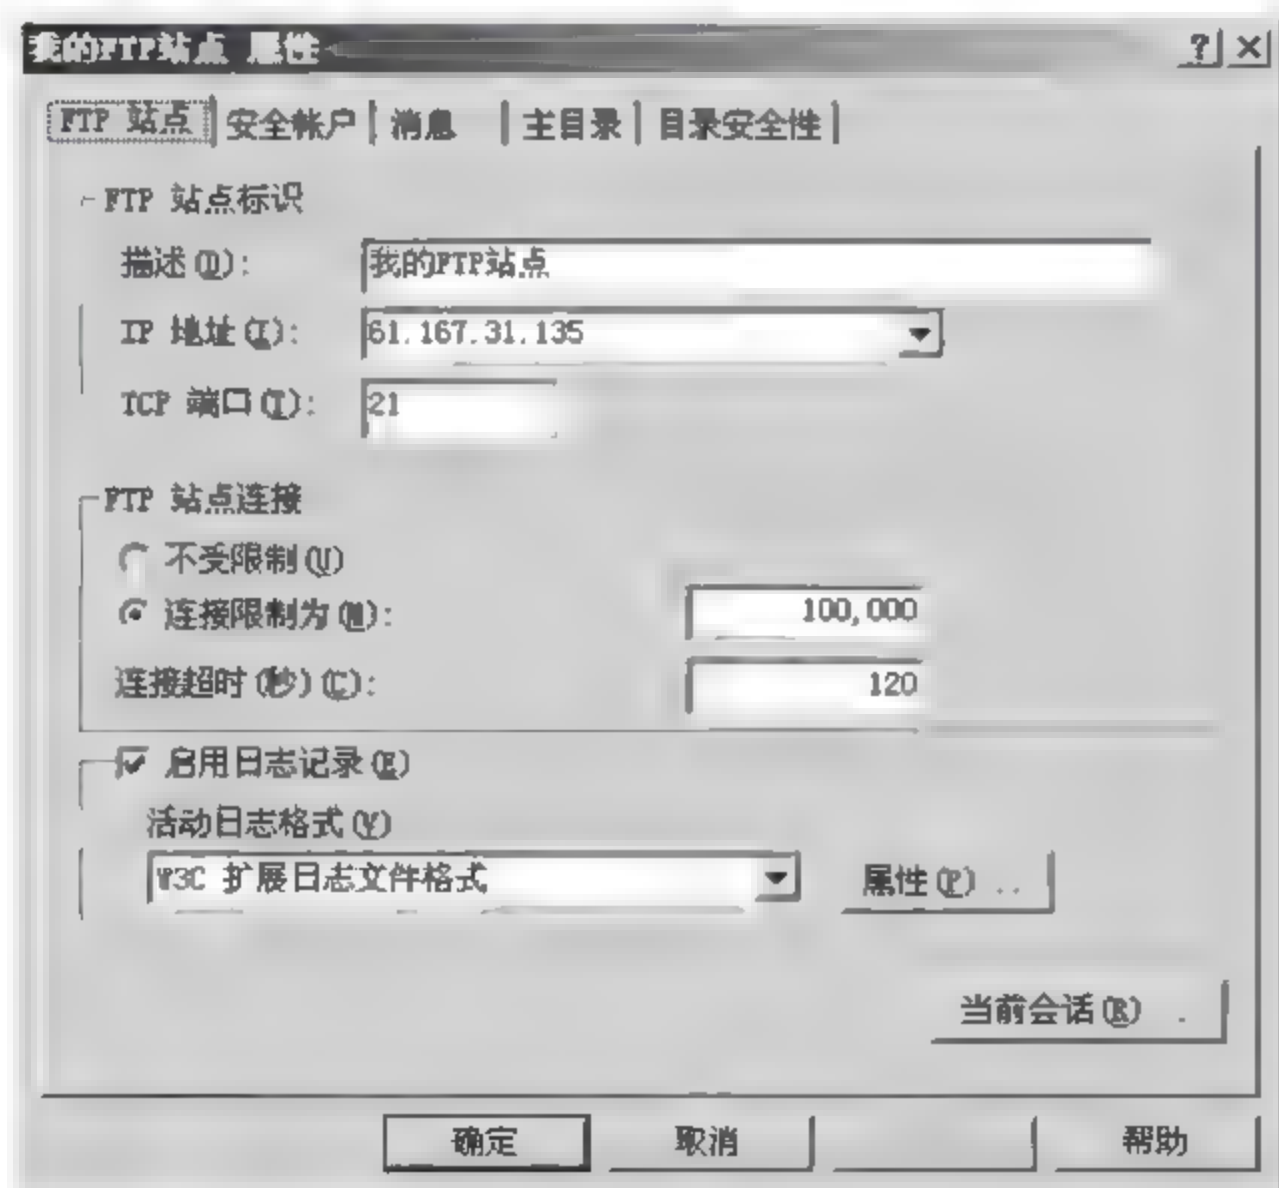 我的FTP站点 属性 ? ×
FTP 站点 安全帐户 消息 主目录 目录安全性
FTP 站点标识
描述(D): 我的FTP站点
IP 地址(I): 61.167.31.135
TCP 端口(T): 21
FTP 站点连接
不受限制(U)
连接限制为(M): 100,000
连接超时(秒)(C): 120
启用日志记录(E)
活动日志格式(V)
W3C 扩展日志文件格式 属性(P)...
当前会话(R)...
确定 取消 帮助